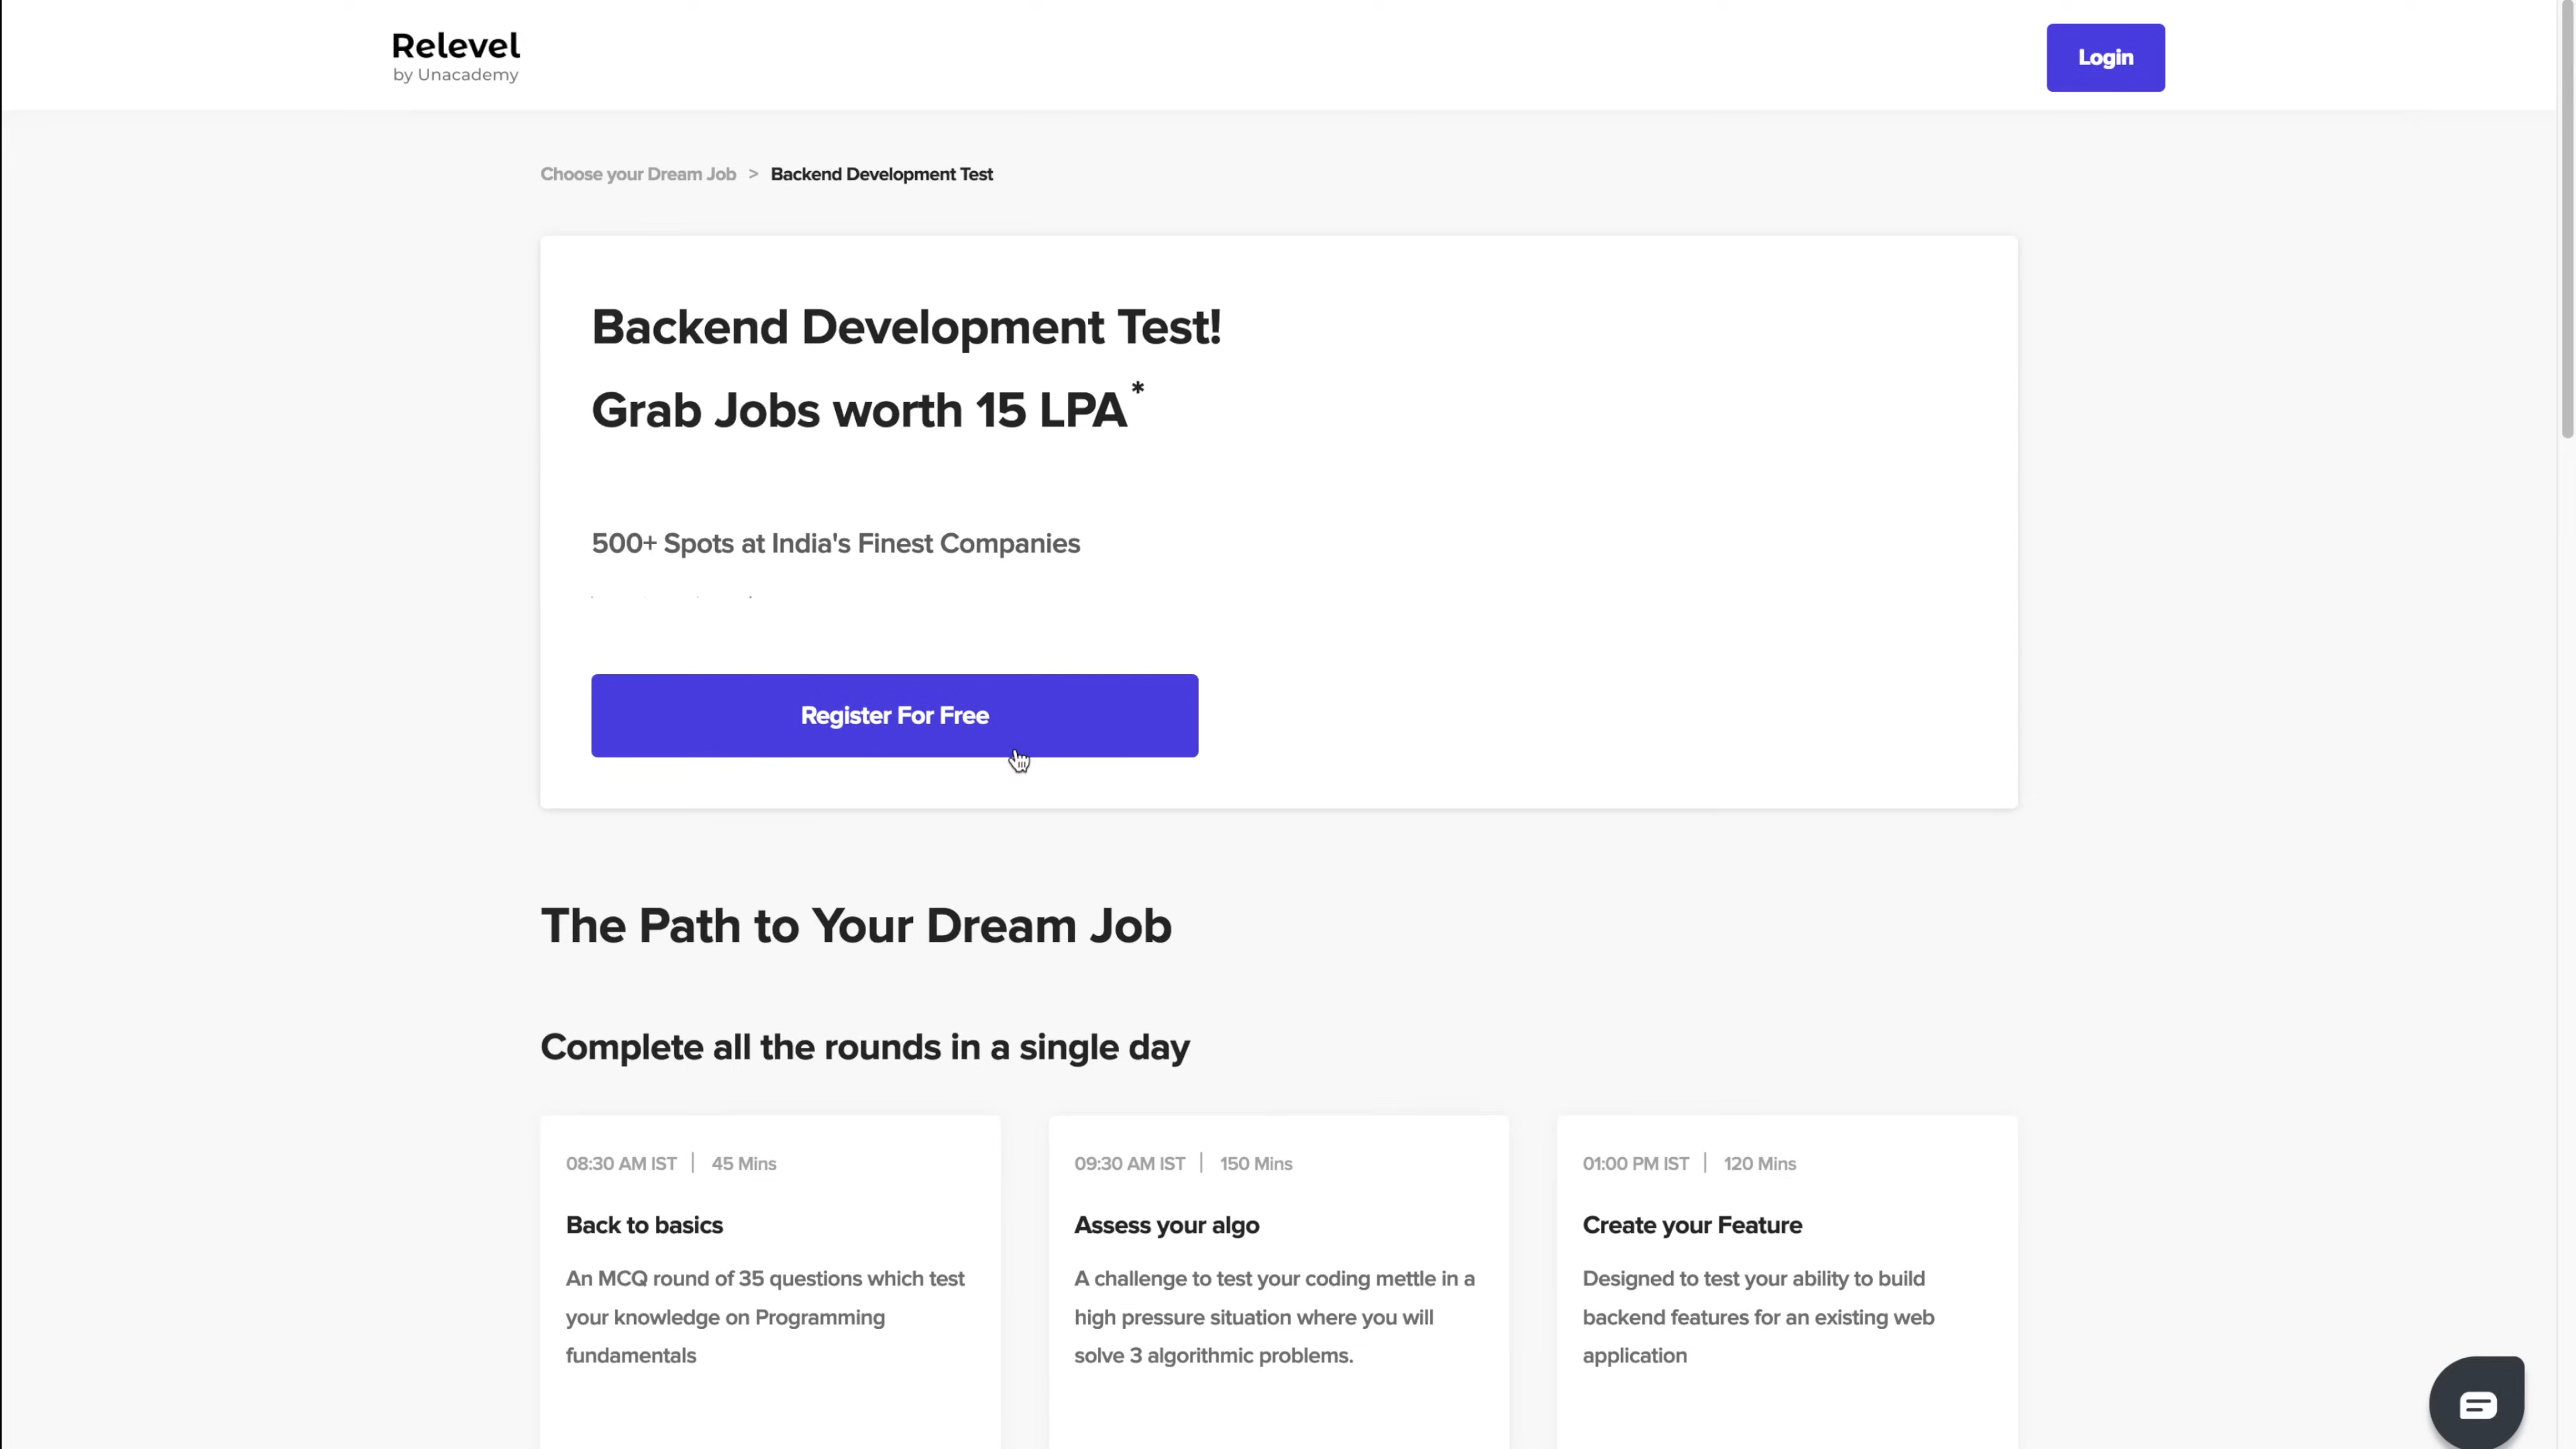 Relevel
by Unacademy
Login
Choose your Dream Job > Backend Development Test
Backend Development Test!
Grab Jobs worth 15 LPA*
500+ Spots at India's Finest Companies
Register For Free
The Path to Your Dream Job
Complete all the rounds in a single day
08:30 AM IST | 45 Mins
Back to basics
An MCQ round of 35 questions which test
your knowledge on Programming
fundamentals
09:30 AM IST | 150 Mins
Assess your algo
A challenge to test your coding mettle in a
high pressure situation where you will
solve 3 algorithmic problems.
01:00 PM IST | 120 Mins
Create your Feature
Designed to test your ability to build
backend features for an existing web
application